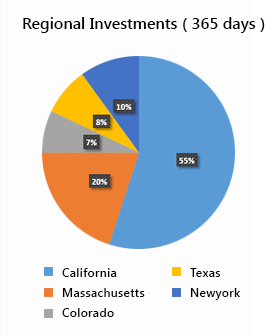 Regional Investments ( 365 days )
10%
8%
7%
55%
20%
California
Texas
Massachusetts
Newyork
Colorado